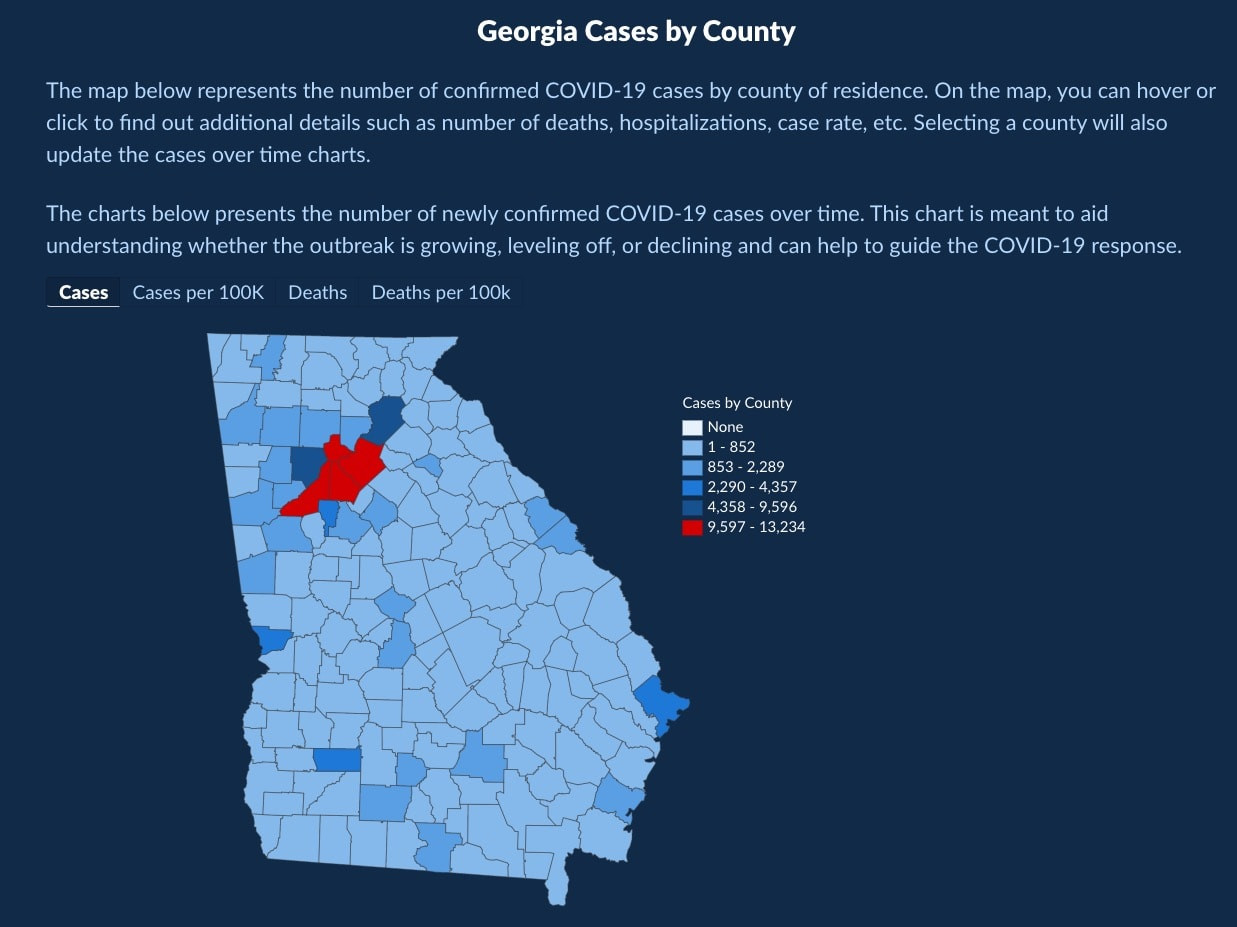 Georgia Cases by County
The map below represents the number of confirmed COVID-19 cases by county of residence. On the map, you can hover or
click to find out additional details such as number of deaths, hospitalizations, case rate, etc. Selecting a county will also
update the cases over time charts.
The charts below presents the number of newly confirmed COVID-19 cases over time. This chart is meant to aid
understanding whether the outbreak is growing, leveling off, or declining and can help to guide the COVID-19 response.
Cases Cases per 100K Deaths Deaths per 100k
Cases by County
None
1 - 852
853 - 2,289
2,290 - 4,357
4,358 - 9,596
9,597 - 13,234